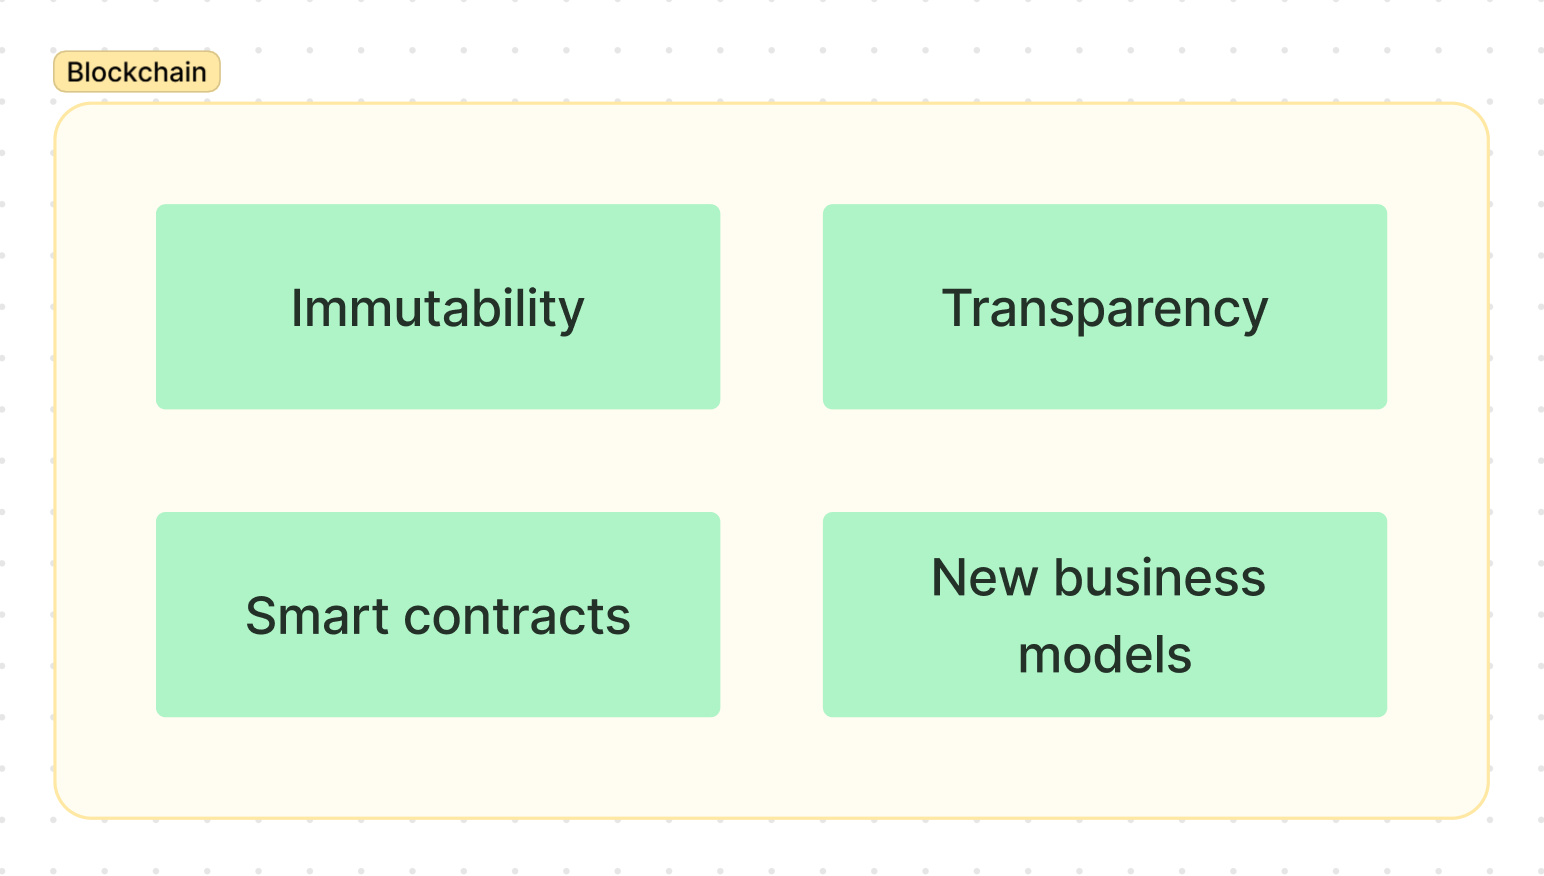 Blockchain
Immutability
Transparency
Smart contracts
New business
models